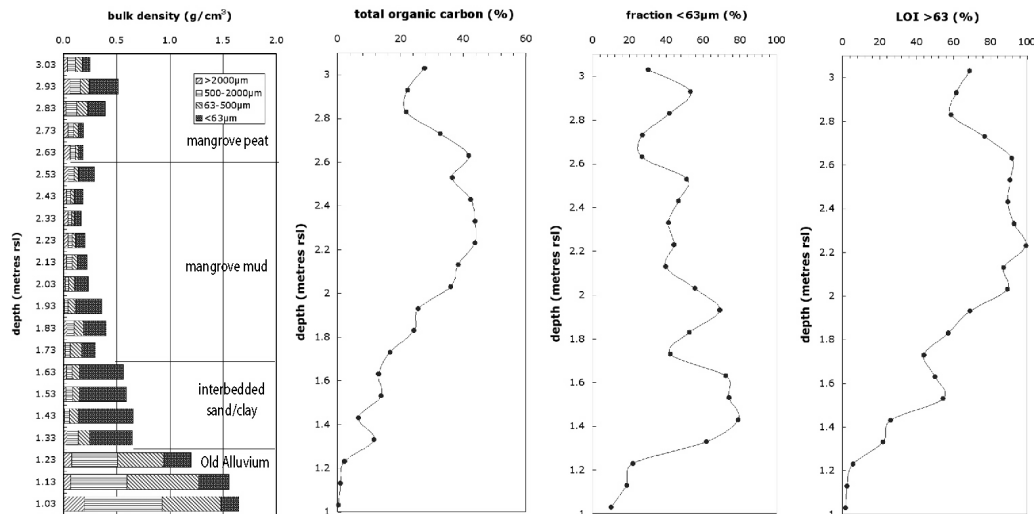 bulk density (g/cm³)
0.0 0.5 1.0 1.5 2.0
3.03
2.93
2.83
2.73
2.63
2.53
2.43
2.33
2.23
2.13
2.03
1.93
1.83
1.73
1.63
1.53
1.43
1.33
1.23
1.13
1.03
depth (metres rsl)
>2000µm
500-2000µm
63-500µm
<63µm
mangrove peat
mangrove mud
interbedded
sand/clay
Old Alluvium
total organic carbon (%)
0 20 40 60
3
2.8
2.6
2.4
2.2
2
1.8
1.6
1.4
1.2
1
depth (metres rsl)
fraction <63µm (%)
0 20 40 60 80 100
3
2.8
2.6
2.4
2.2
2
1.8
1.6
1.4
1.2
1
depth (metres rsl)
LOI >63 (%)
0 20 40 60 80 100
3
2.8
2.6
2.4
2.2
2
1.8
1.6
1.4
1.2
1
depth (metres rsl)